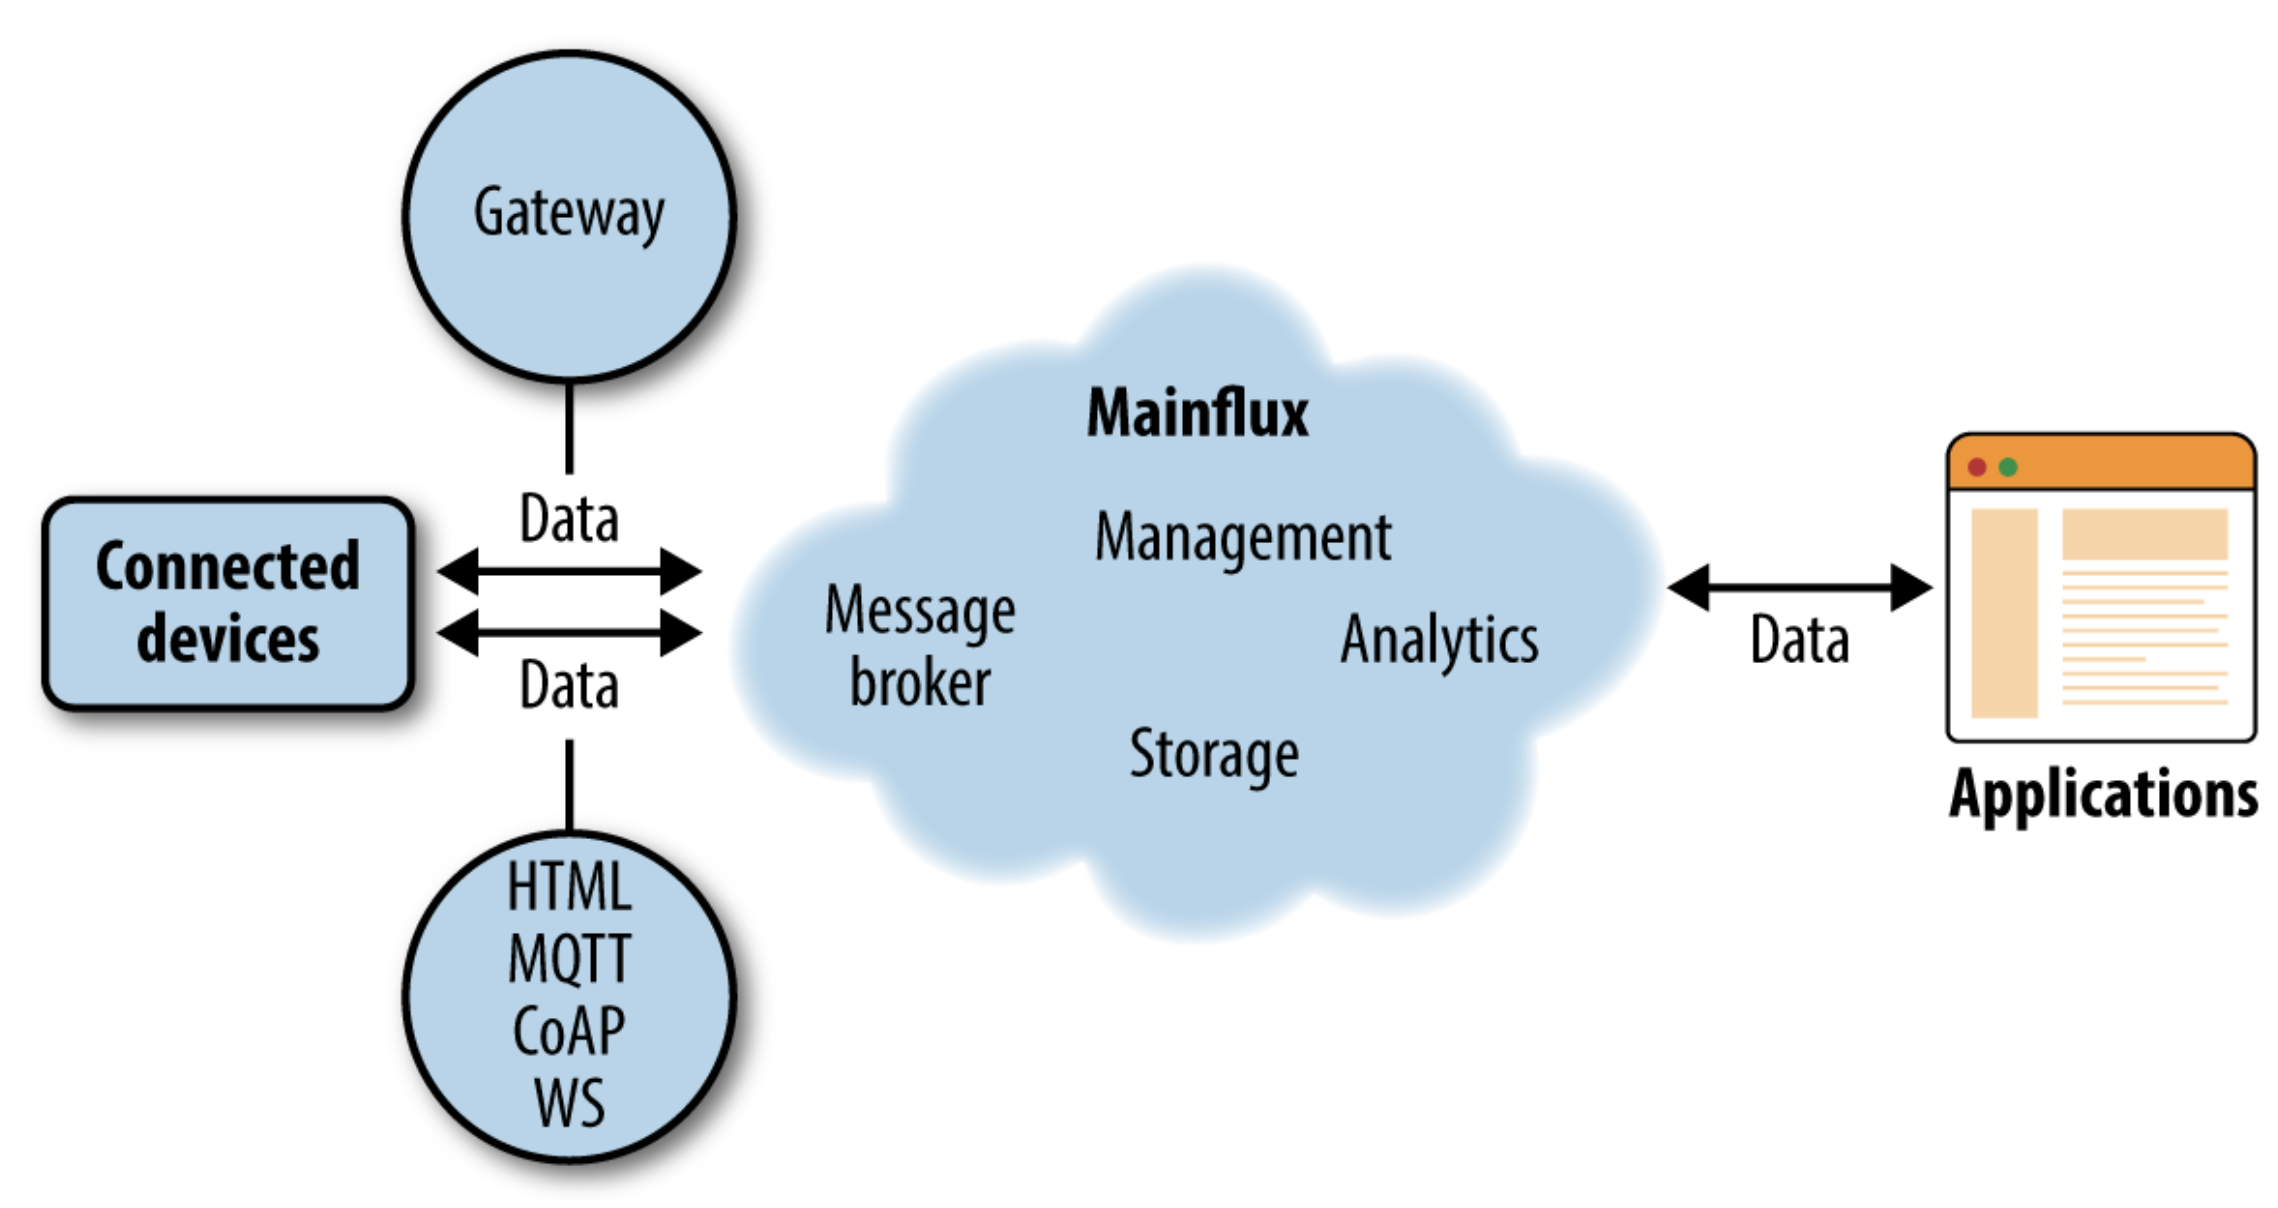 Gateway
Data
Connected
devices
Data
HTML
MQTT
CoAP
WS
Mainflux
Management
Message
broker
Analytics
Storage
Data
Applications